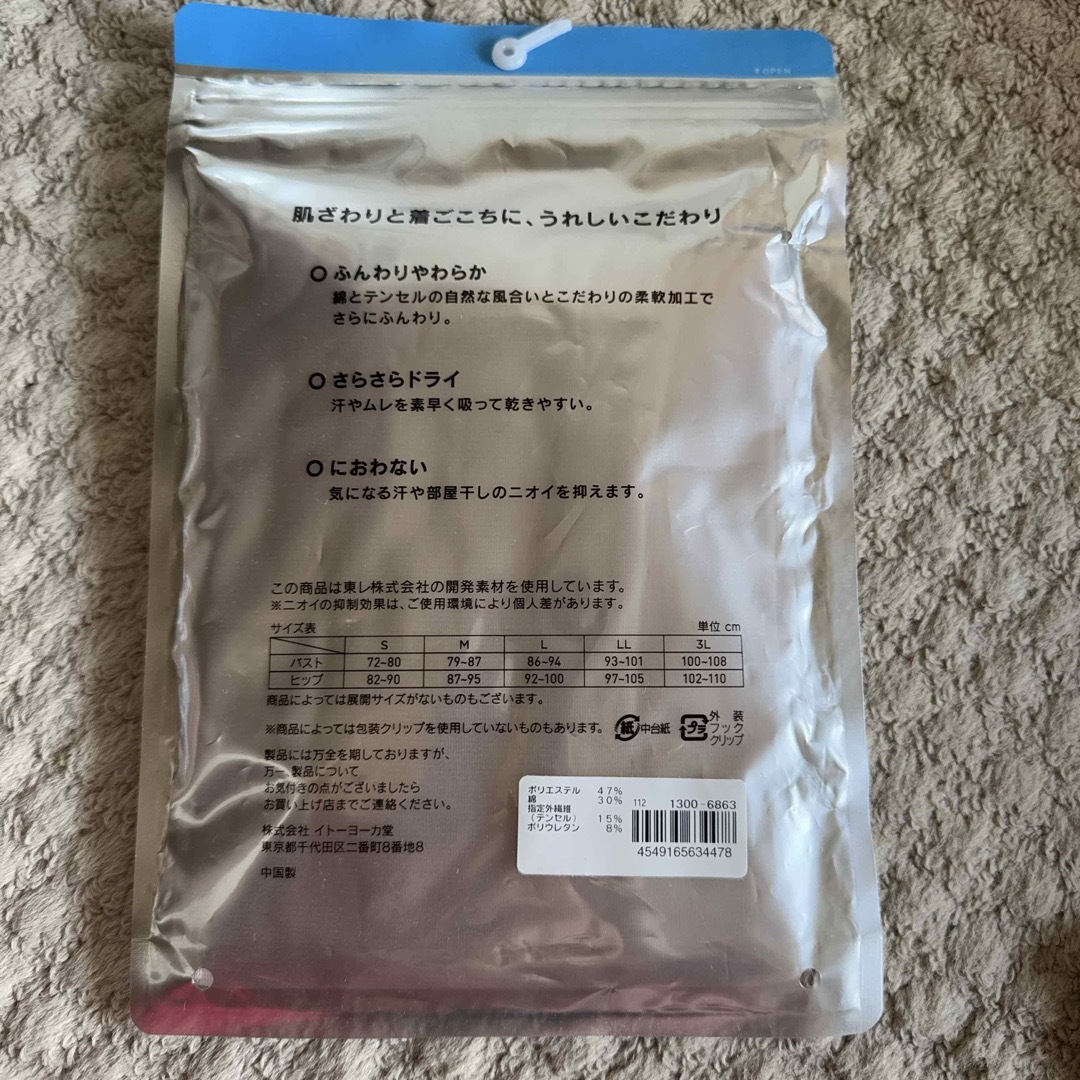 ▼OPEN
肌ざわりと着ごこちに、うれしいこだわり
ふんわりやわらか
綿とテンセルの自然な風合いとこだわりの柔軟加工で
さらにふんわり。
さらさらドライ
汗やムレを素早く吸って乾きやすい。
におわない
気になる汗や部屋干しのニオイを抑えます。
この商品は東レ株式会社の開発素材を使用しています。
※ニオイの抑制効果は、ご使用環境により個人差があります。
サイズ表 単位 cm
S M L LL 3L
バスト 72~80 79~87 86~94 93~101 100~108
ヒップ 82~90 87~95 92~100 97~105 102~110
商品によっては展開サイズがないものもございます。
※商品によっては包装クリップを使用していないものもあります。
紙 中台紙
プラ 外装
フック
クリップ
製品には万全を期しておりますが、
万一、製品について
お気付きの点がございましたら
お買い上げ店までご連絡ください。
株式会社 イトーヨーカ堂
東京都千代田区二番町8番地8
中国製
ポリエステル 47%
綿 30%
指定外繊維
(テンセル) 15%
ポリウレタン 8%
112 1300-6863
4549165634478